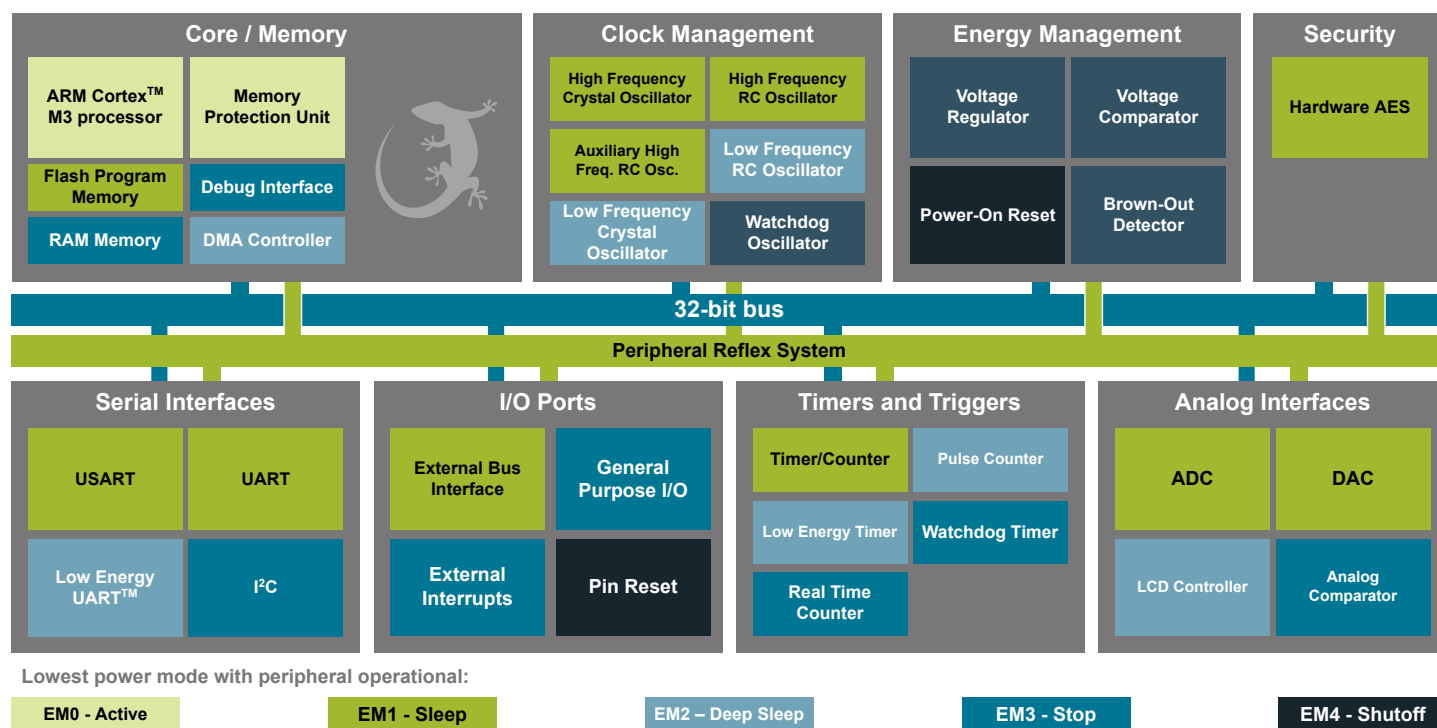 Core / Memory
ARM Cortex™
M3 processor
Memory
Protection Unit
Flash Program
Memory
Debug Interface
RAM Memory
DMA Controller
Clock Management
High Frequency
Crystal Oscillator
High Frequency
RC Oscillator
Auxiliary High
Freq. RC Osc.
Low Frequency
RC Oscillator
Low Frequency
Crystal
Oscillator
Watchdog
Oscillator
Energy Management
Voltage
Regulator
Voltage
Comparator
Power-On Reset
Brown-Out
Detector
Security
Hardware AES
32-bit bus
Peripheral Reflex System
Serial Interfaces
USART
UART
Low Energy
UART™
I²C
I/O Ports
External Bus
Interface
General
Purpose I/O
External
Interrupts
Pin Reset
Timers and Triggers
Timer/Counter
Pulse Counter
Low Energy Timer
Watchdog Timer
Real Time
Counter
Analog Interfaces
ADC
DAC
LCD Controller
Analog
Comparator
Lowest power mode with peripheral operational:
EM0 - Active
EM1 - Sleep
EM2 – Deep Sleep
EM3 - Stop
EM4 - Shutoff